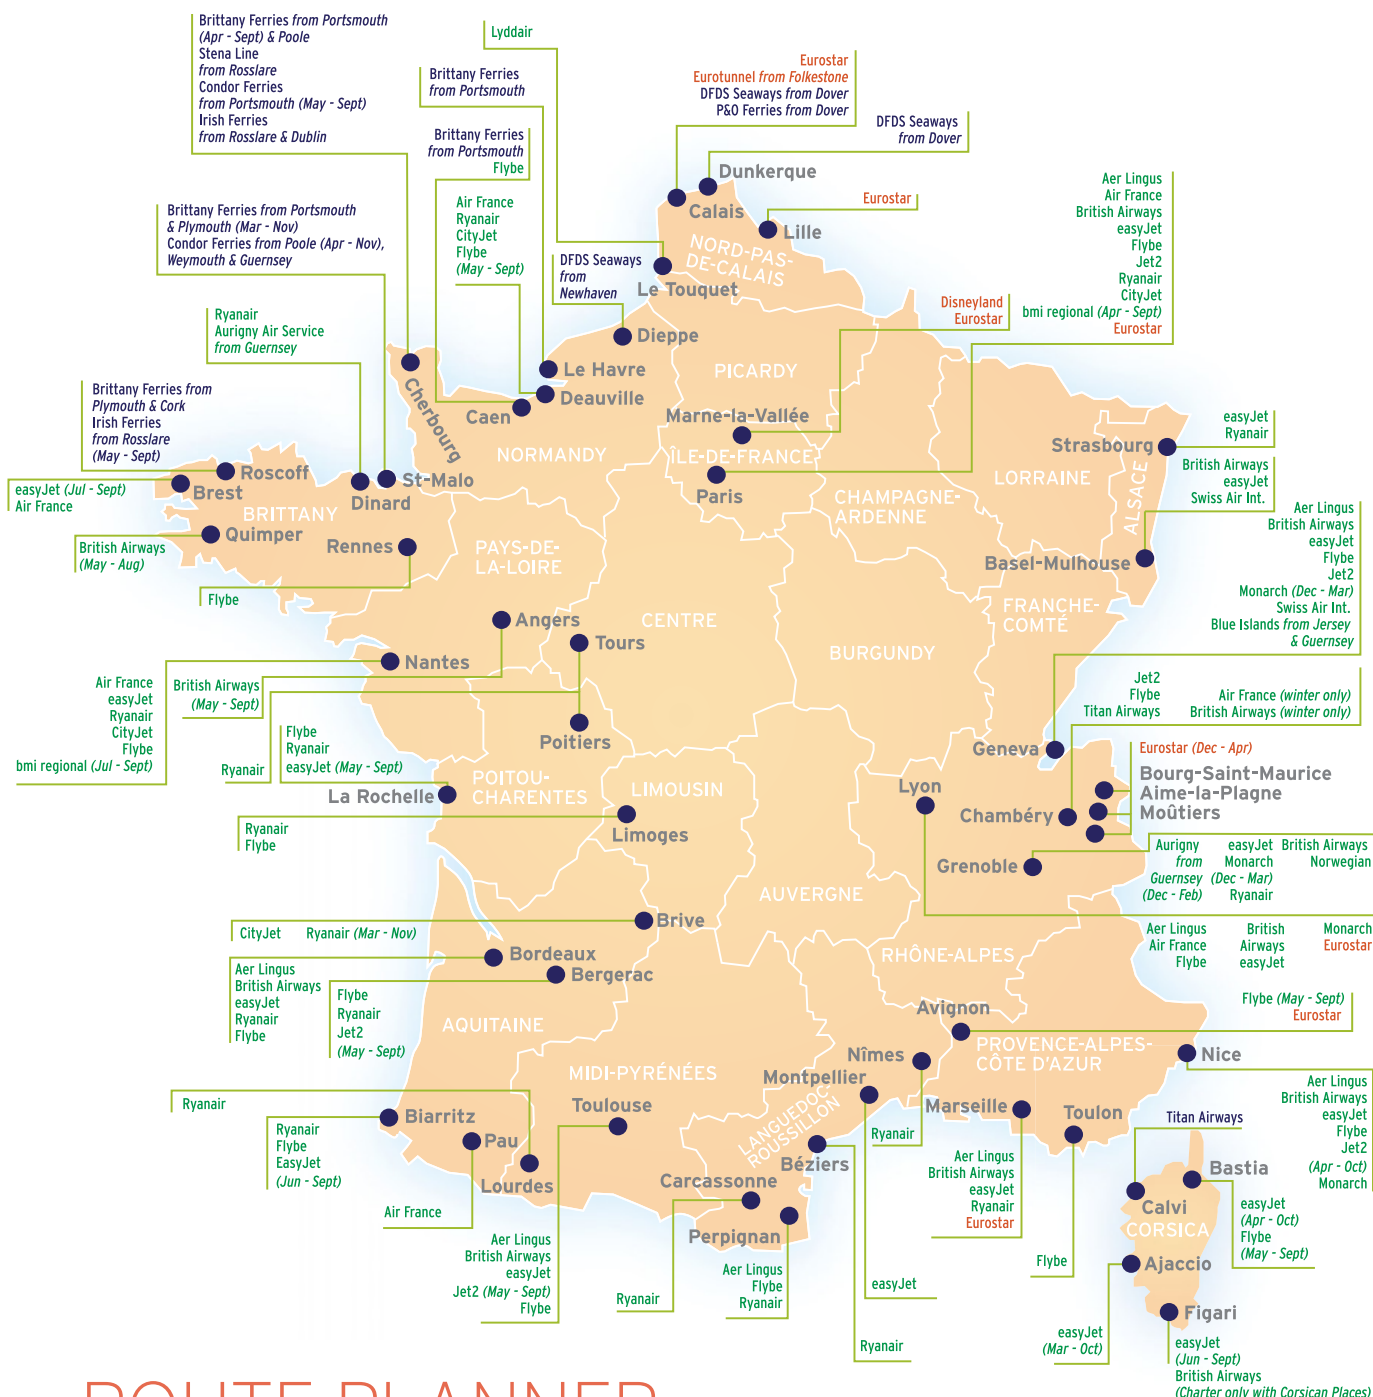 Brittany Ferries from Portsmouth
(Apr - Sept) & Poole
Stena Line
from Rosslare
Condor Ferries
from Portsmouth (May - Sept)
Irish Ferries
from Rosslare & Dublin
Lyddair
Brittany Ferries
from Portsmouth
Brittany Ferries
from Portsmouth
Flybe
Eurostar
Eurotunnel from Folkestone
DFDS Seaways from Dover
P&O Ferries from Dover
DFDS Seaways
from Dover
Dunkerque
Calais
Eurostar
Lille
Aer Lingus
Air France
British Airways
easyJet
Flybe
Jet2
Ryanair
CityJet
bmi regional (Apr - Sept)
Eurostar
Brittany Ferries from Portsmouth
& Plymouth (Mar - Nov)
Condor Ferries from Poole (Apr - Nov),
Weymouth & Guernsey
Air France
Ryanair
CityJet
Flybe
(May - Sept)
DFDS Seaways
from
Newhaven
NORD-PAS-
DE-CALAIS
Le Touquet
Disneyland
Eurostar
Ryanair
Aurigny Air Service
from Guernsey
Dieppe
Le Havre
Deauville
Caen
Cherbourg
PICARDY
Marne-la-Vallée
Brittany Ferries from
Plymouth & Cork
Irish Ferries
from Rosslare
(May - Sept)
NORMANDY
ÎLE-DE-FRANCE
Paris
Strasbourg
easyJet
Ryanair
LORRAINE
ALSACE
British Airways
easyJet
Swiss Air Int.
CHAMPAGNE-
ARDENNE
Roscoff
Brest
St-Malo
Dinard
easyJet (Jul - Sept)
Air France
BRITTANY
Quimper
Rennes
British Airways
(May - Aug)
Flybe
PAYS-DE-
LA-LOIRE
Basel-Mulhouse
Aer Lingus
British Airways
easyJet
Flybe
Jet2
Monarch (Dec - Mar)
Swiss Air Int.
Blue Islands from Jersey
& Guernsey
FRANCHE-
COMTÉ
Angers
Tours
CENTRE
BURGUNDY
Nantes
Air France
easyJet
Ryanair
CityJet
Flybe
bmi regional (Jul - Sept)
British Airways
(May - Sept)
Jet2
Flybe
Titan Airways
Air France (winter only)
British Airways (winter only)
Poitiers
Flybe
Ryanair
easyJet (May - Sept)
Ryanair
Geneva
Eurostar (Dec - Apr)
Bourg-Saint-Maurice
Aime-la-Plagne
Moûtiers
POITOU-
CHARENTES
La Rochelle
LIMOUSIN
Limoges
Lyon
Chambéry
Ryanair
Flybe
Grenoble
Aurigny
from
Guernsey
(Dec - Feb)
easyJet
Monarch
(Dec - Mar)
Ryanair
British Airways
Norwegian
AUVERGNE
Brive
CityJet
Ryanair (Mar - Nov)
Aer Lingus
Air France
Flybe
British
Airways
easyJet
Monarch
Eurostar
Bordeaux
Bergerac
RHÔNE-ALPES
Aer Lingus
British Airways
easyJet
Ryanair
Flybe
Flybe
Ryanair
Jet2
(May - Sept)
Flybe (May - Sept)
Eurostar
AQUITAINE
Avignon
PROVENCE-ALPES-
CÔTE D'AZUR
Nice
Nîmes
MIDI-PYRÉNÉES
Montpellier
Toulouse
LANGUEDOC-
ROUSSILLON
Marseille
Toulon
Ryanair
Aer Lingus
British Airways
easyJet
Flybe
Jet2
(Apr - Oct)
Monarch
Biarritz
Ryanair
Flybe
EasyJet
(Jun - Sept)
Pau
Lourdes
Titan Airways
Ryanair
Béziers
Aer Lingus
British Airways
easyJet
Ryanair
Eurostar
Bastia
Calvi
CORSICA
easyJet
(Apr - Oct)
Flybe
(May - Sept)
Carcassonne
Air France
Perpignan
Aer Lingus
British Airways
easyJet
Jet2 (May - Sept)
Flybe
Ryanair
Aer Lingus
Flybe
Ryanair
easyJet
Flybe
Ajaccio
Figari
Ryanair
easyJet
(Mar - Oct)
easyJet
(Jun - Sept)
British Airways
(Charter only with Corsican Places)
ROUTE PLANNER